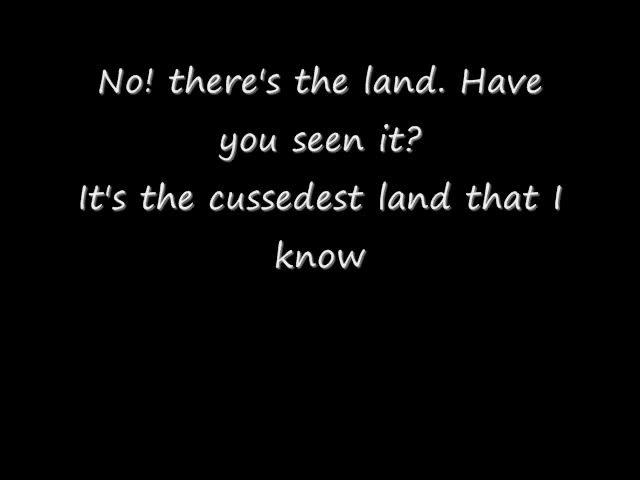 No! there's the land. Have
you seen it?
It's the cussedest land that I
know